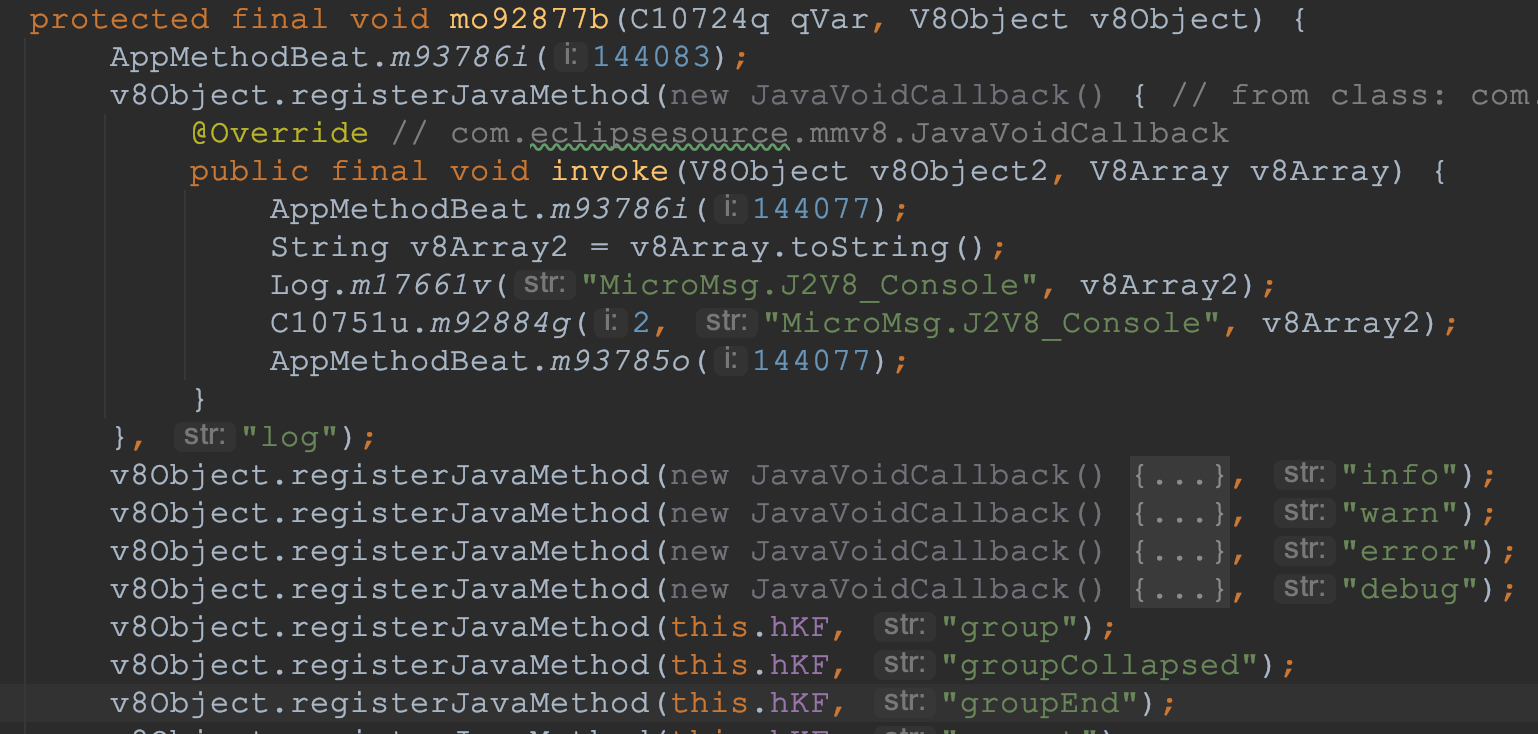 protected final void mo92877b(C10724q qVar, V8Object v8Object) {
AppMethodBeat.m93786i( i: 144083);
v8Object.registerJavaMethod(new JavaVoidCallback() { // from class: com.
@Override // com.eclipsesource.mmv8.JavaVoidCallback
public final void invoke(V8Object v8Object2, V8Array v8Array) {
AppMethodBeat.m93786i( i: 144077);
String v8Array2 = v8Array.toString();
Log.m17661v( str: "MicroMsg.J2V8_Console", v8Array2);
C10751u.m92884g( i: 2, str: "MicroMsg.J2V8_Console", v8Array2);
AppMethodBeat.m93785o( i: 144077);
}
}, str: "log");
v8Object.registerJavaMethod(new JavaVoidCallback() {...}, str: "info");
v8Object.registerJavaMethod(new JavaVoidCallback() {...}, str: "warn");
v8Object.registerJavaMethod(new JavaVoidCallback() {...}, str: "error");
v8Object.registerJavaMethod(new JavaVoidCallback() {...}, str: "debug");
v8Object.registerJavaMethod(this.hKF, str: "group");
v8Object.registerJavaMethod(this.hKF, str: "groupCollapsed");
v8Object.registerJavaMethod(this.hKF, str: "groupEnd");